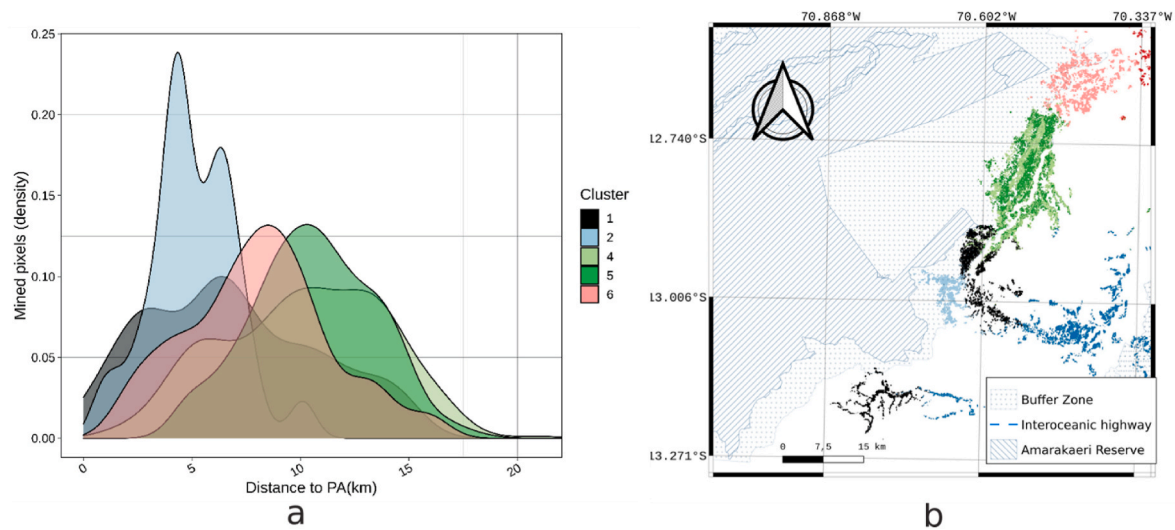 0.25
0.20
0.15
0.10
0.05
0.00
Mined pixels (density)
0 5 10 15 20
Distance to PA(km)
Cluster
1
2
4
5
6
a
70.868°W 70.602°W 70.337°W
12.740°S
13.006°S
13.271°S
Buffer Zone
Interoceanic highway
Amarakaeri Reserve
0 7,5 15 km
b